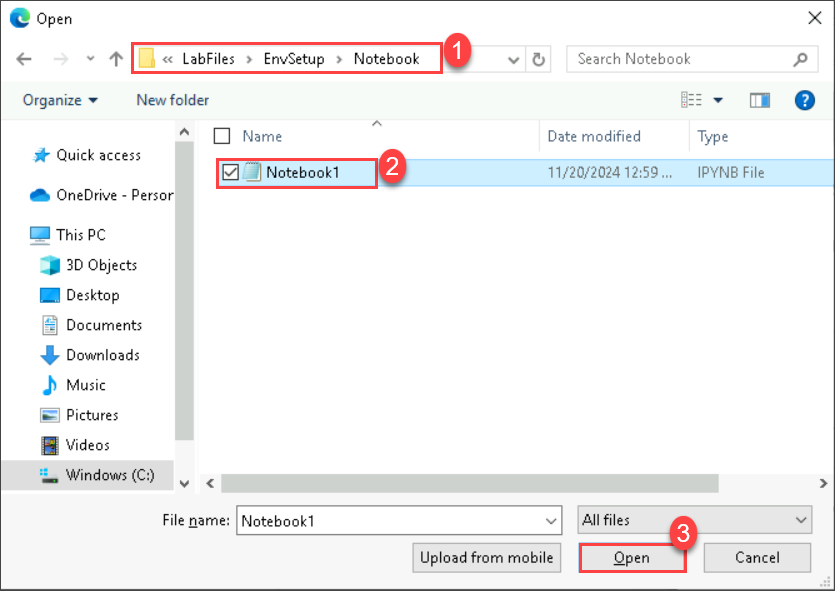 Open
« LabFiles > EnvSetup > Notebook 1 Search Notebook
Organize New folder ?
Name Date modified Type
Quick access
Notebook1 2 11/20/2024 12:59 ... IPYNB File
OneDrive - Person
This PC
3D Objects
Desktop
Documents
Downloads
Music
Pictures
Videos
Windows (C:)
File name: Notebook1 All files
3
Upload from mobile Open Cancel